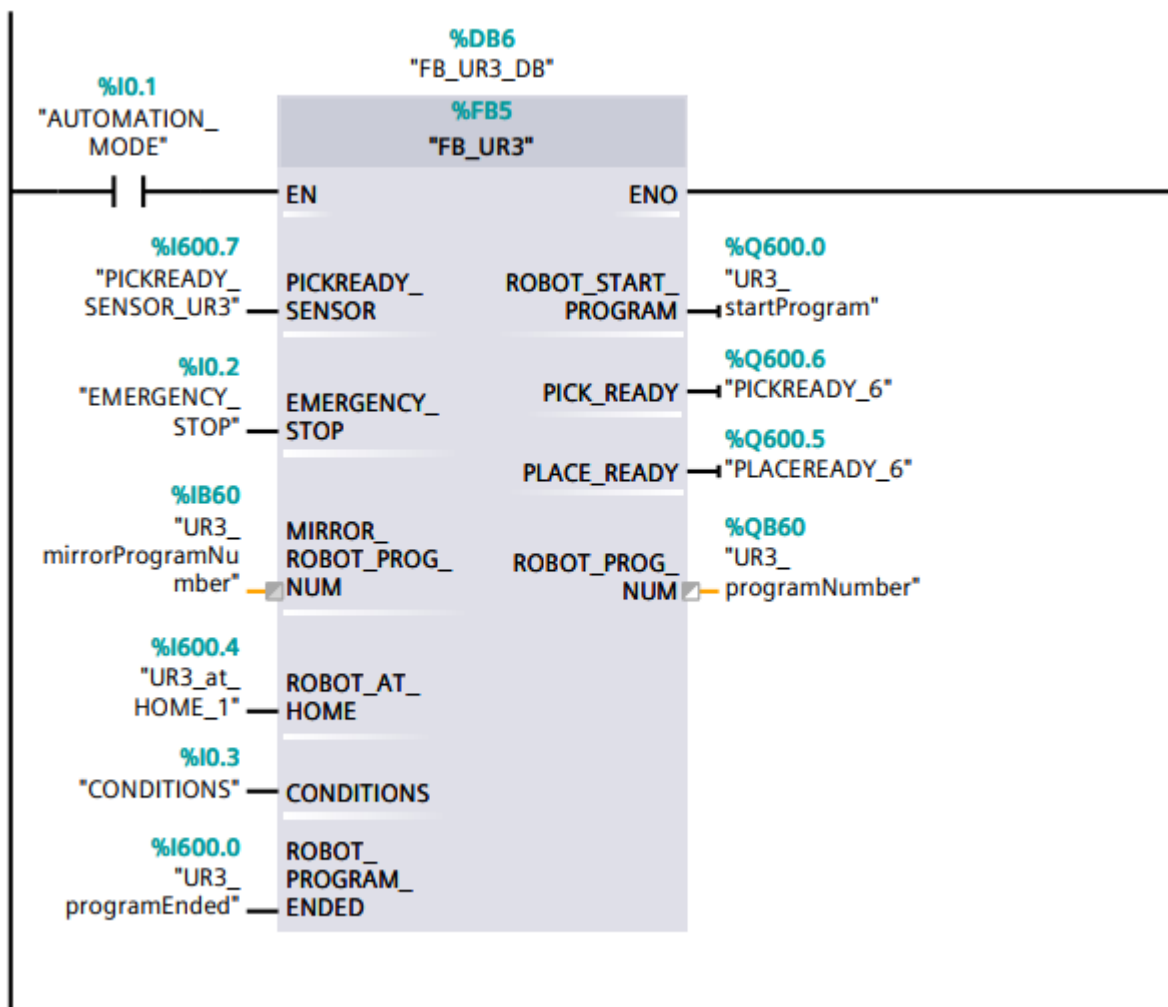 %DB6
"FB_UR3_DB"
%I0.1
"AUTOMATION_
MODE"
%FB5
"FB_UR3"
EN
ENO
%I600.7
"PICKREADY_
SENSOR_UR3"
PICKREADY_
SENSOR
ROBOT_START_
PROGRAM
%Q600.0
"UR3_
startProgram"
%I0.2
"EMERGENCY_
STOP"
EMERGENCY_
STOP
PICK_READY
%Q600.6
"PICKREADY_6"
PLACE_READY
%Q600.5
"PLACEREADY_6"
%IB60
"UR3_
mirrorProgramNu
mber"
MIRROR_
ROBOT_PROG_
NUM
ROBOT_PROG_
NUM
%QB60
"UR3_
programNumber"
%I600.4
"UR3_at_
HOME_1"
ROBOT_AT_
HOME
%I0.3
"CONDITIONS"
CONDITIONS
%I600.0
"UR3_
programEnded"
ROBOT_
PROGRAM_
ENDED